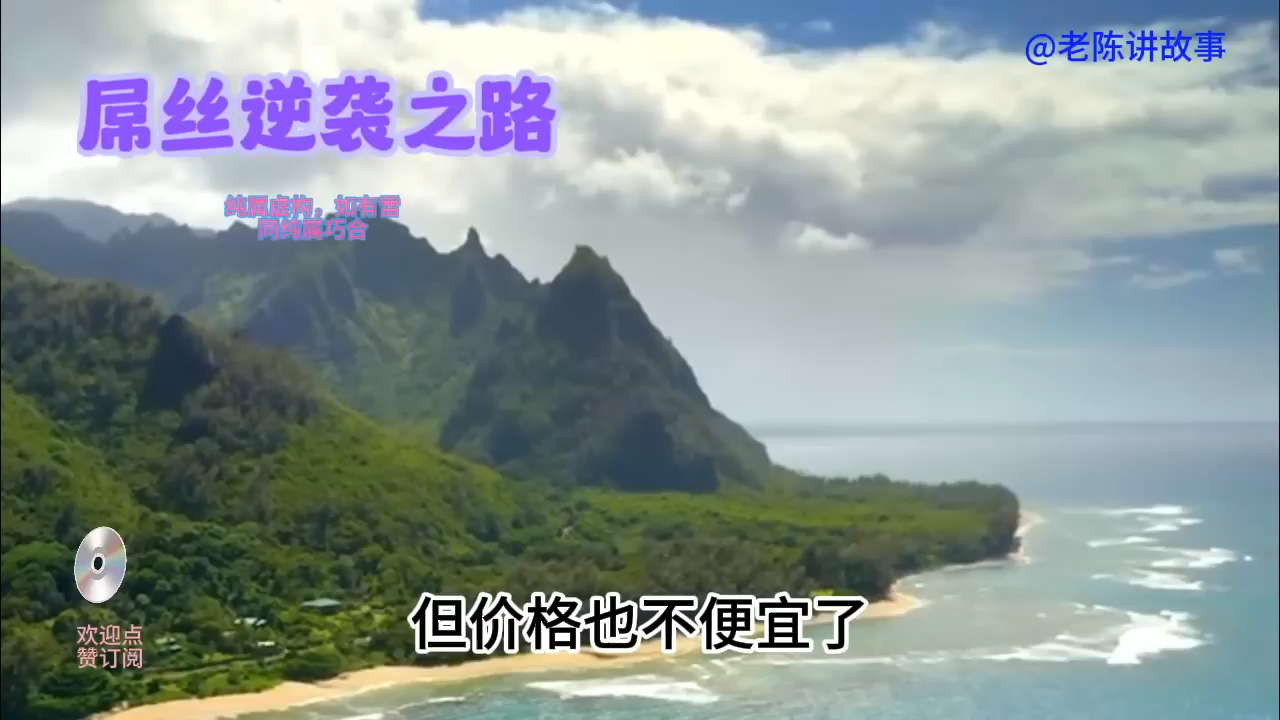 @老陈讲故事
屌丝逆袭之路
纯属虚构，如有雷
同纯属巧合
欢迎点
赞订阅
但价格也不便宜了